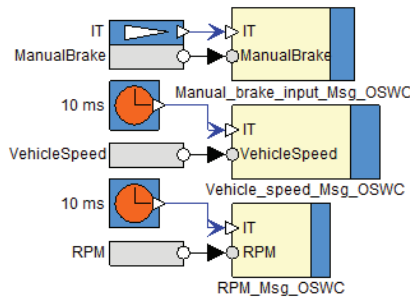 IT IT
ManualBrake ManualBrake
Manual_brake_input_Msg_OSWC
10 ms
IT
VehicleSpeed VehicleSpeed
Vehicle_speed_Msg_OSWC
10 ms
IT
RPM RPM
RPM_Msg_OSWC